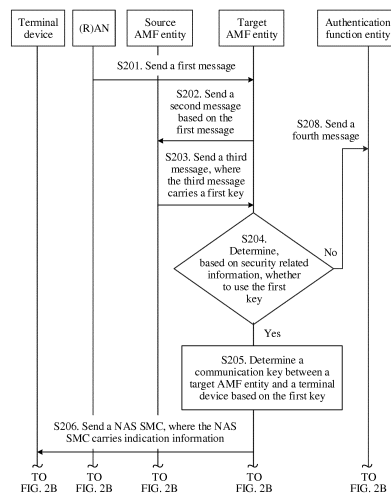 Terminal
device
(R)AN
Source
AMF entity
Target
AMF entity
Authentication
function entity
S201. Send a first message
S202. Send a
second message
based on the
first message
S208. Send a
fourth message
S203. Send a third
message, where
the third message
carries a first key
S204.
Determine,
based on security related
information, whether
to use the first
key
No
Yes
S205. Determine a
communication key between a
target AMF entity and a terminal
device based on the first key
S206. Send a NAS SMC, where the NAS
SMC carries indication information
TO
FIG. 2B
TO
FIG. 2B
TO
FIG. 2B
TO
FIG. 2B
TO
FIG. 2B